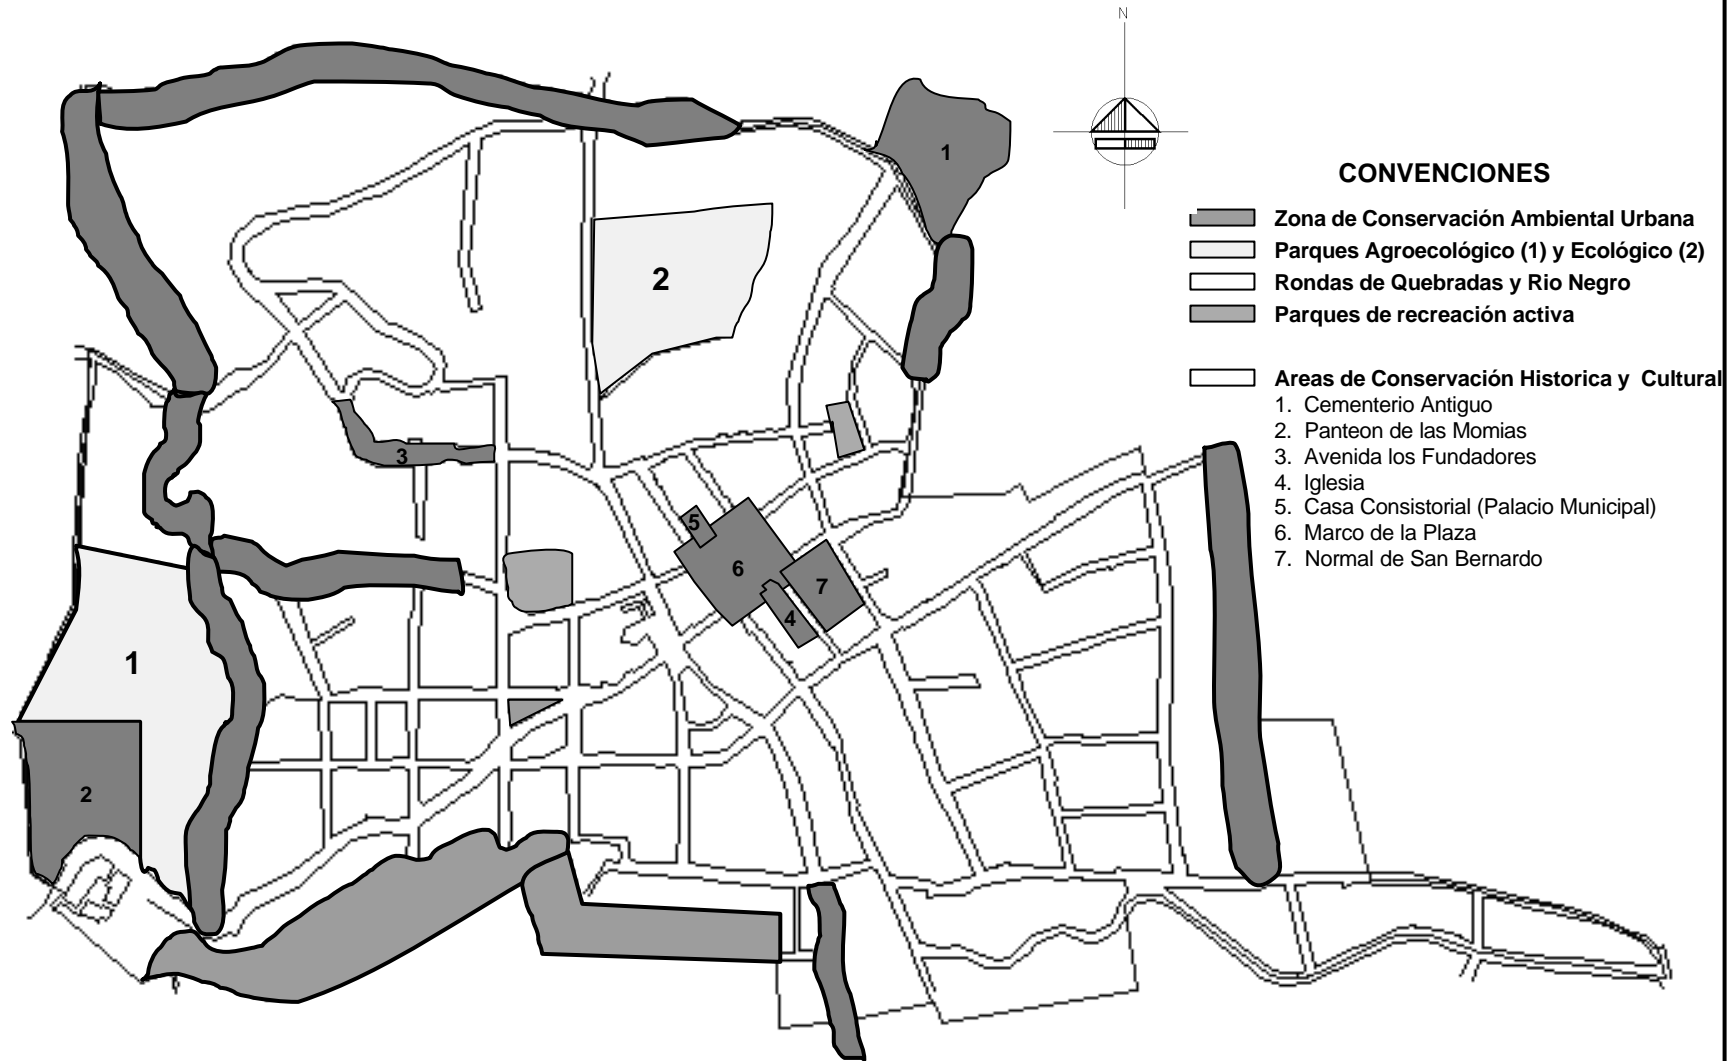 N
CONVENCIONES
Zona de Conservación Ambiental Urbana
Parques Agroecológico (1) y Ecológico (2)
Rondas de Quebradas y Rio Negro
Parques de recreación activa
Areas de Conservación Historica y Cultural
1. Cementerio Antiguo
2. Panteon de las Momias
3. Avenida los Fundadores
4. Iglesia
5. Casa Consistorial (Palacio Municipal)
6. Marco de la Plaza
7. Normal de San Bernardo
1
2
3
5
6
7
4
1
2